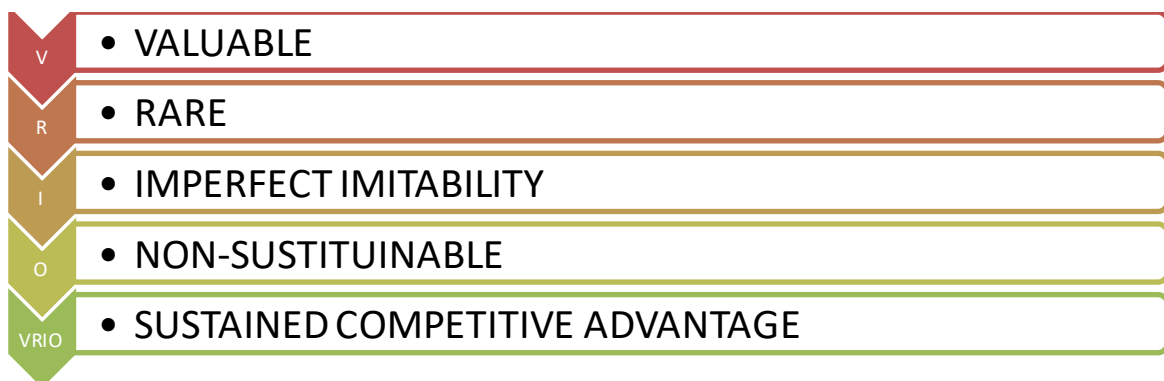 V • VALUABLE
R • RARE
I • IMPERFECT IMITABILITY
O • NON-SUSTITUINABLE
VRIO • SUSTAINED COMPETITIVE ADVANTAGE